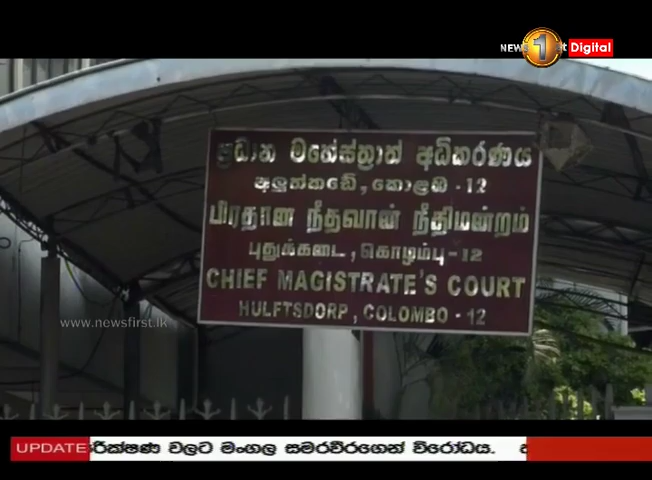 NEWS 1st Digital
ප්‍රධාන මහේස්ත්‍රාත් අධිකරණය
අලුත්කඩේ, කොළඹ - 12
பிரதான நீதவான் நீதிமன்றம்
புதுக்கடை, கொழும்பு - 12
CHIEF MAGISTRATE'S COURT
HULFTSDORP, COLOMBO - 12
www.newsfirst.lk
UPDATE රික්ෂණ වලට මංගල සමරවීරගෙන් විරෝධය.